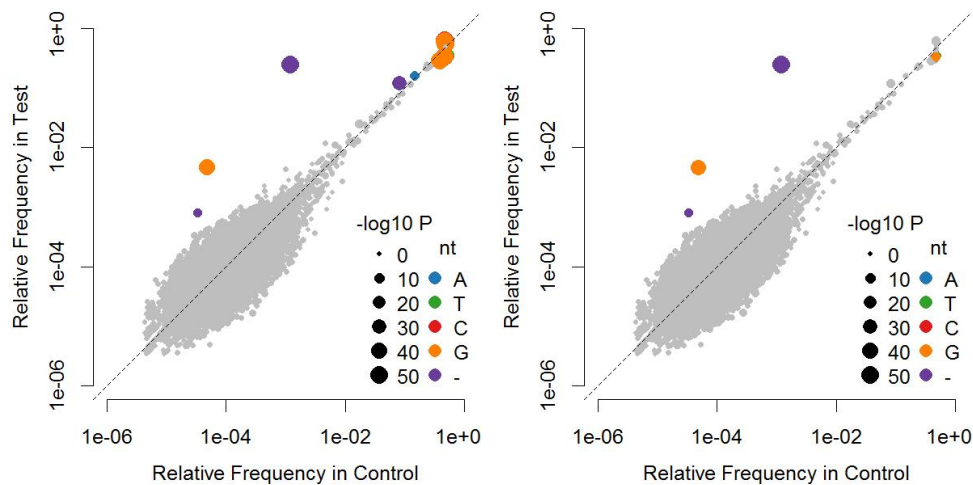 1e+0
1e-02
1e-04
1e-06
Relative Frequency in Test
-log10 P
nt
0
10 A
20 T
30 C
40 G
50 -
1e-06 1e-04 1e-02 1e+0
Relative Frequency in Control
1e+0
1e-02
1e-04
1e-06
Relative Frequency in Test
-log10 P
nt
0
10 A
20 T
30 C
40 G
50 -
1e-06 1e-04 1e-02 1e+0
Relative Frequency in Control